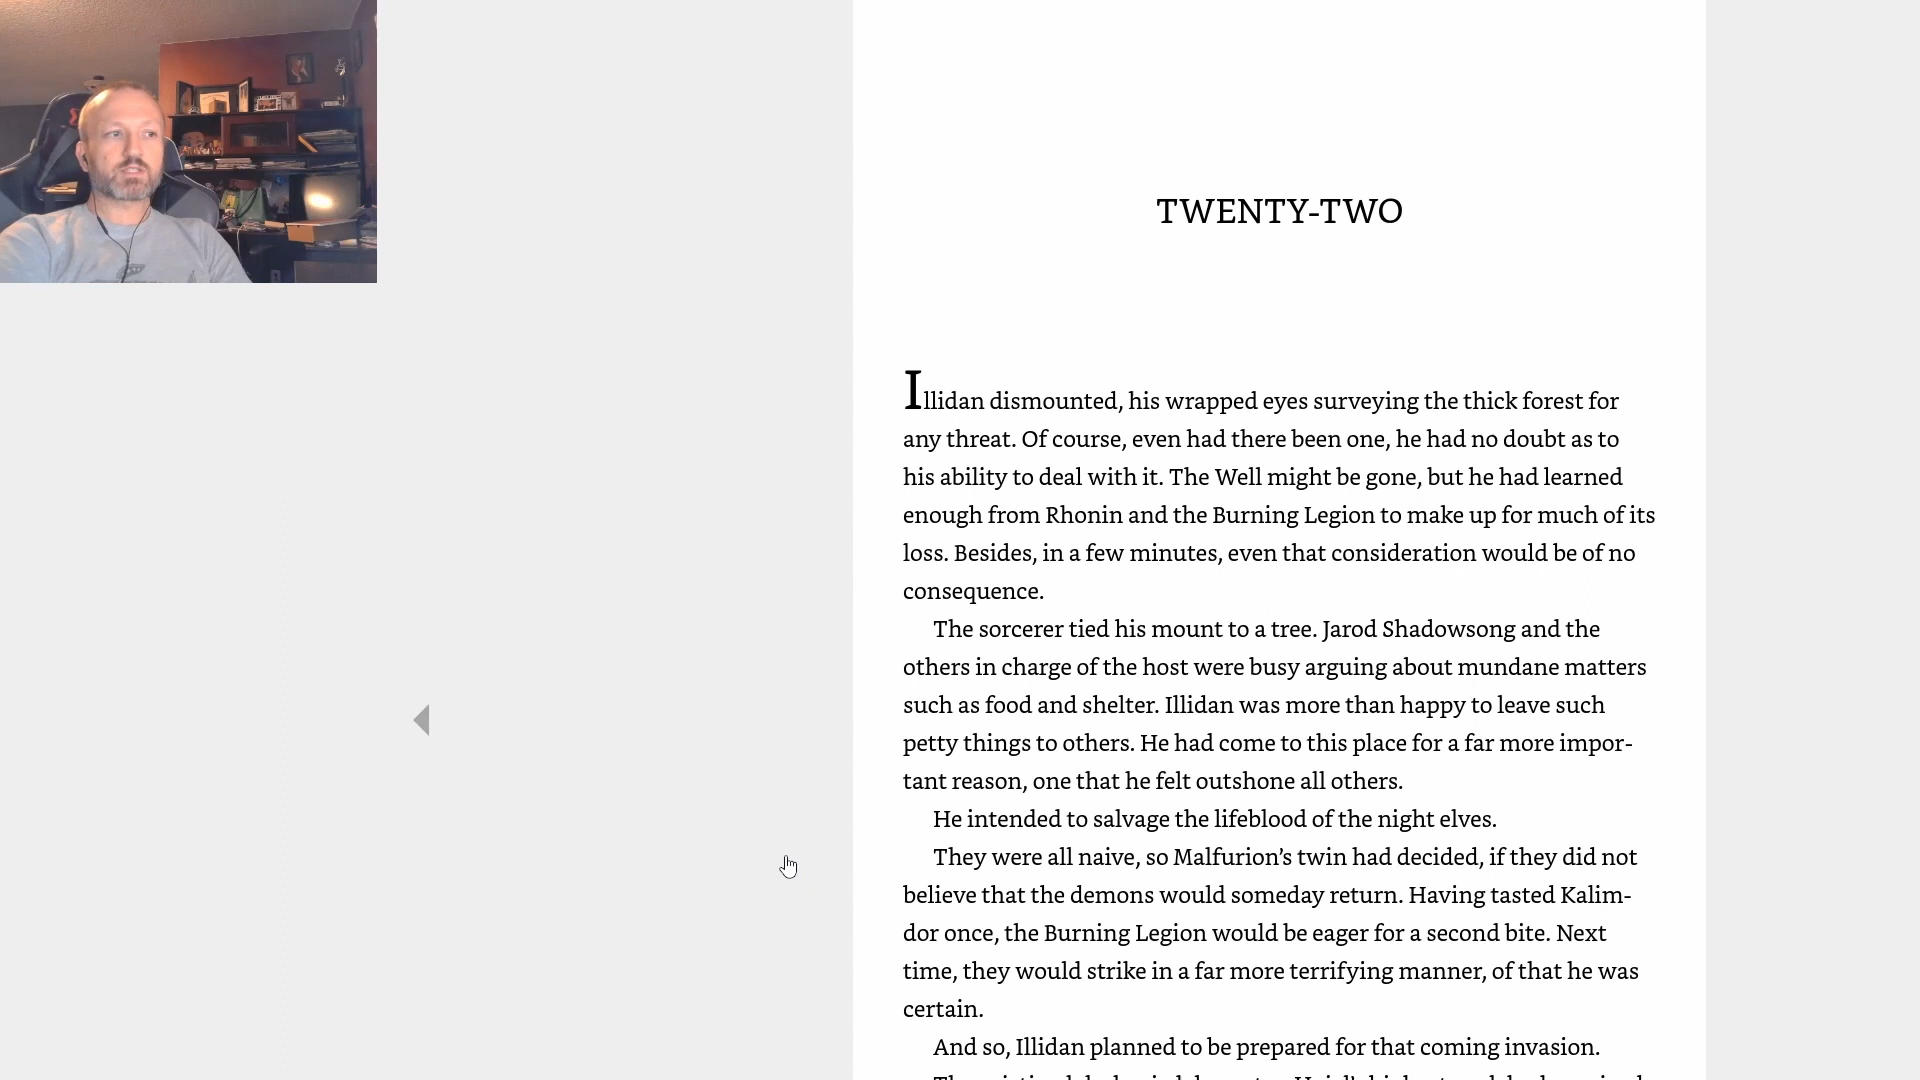 TWENTY-TWO
Illidan dismounted, his wrapped eyes surveying the thick forest for
any threat. Of course, even had there been one, he had no doubt as to
his ability to deal with it. The Well might be gone, but he had learned
enough from Rhonin and the Burning Legion to make up for much of its
loss. Besides, in a few minutes, even that consideration would be of no
consequence.
The sorcerer tied his mount to a tree. Jarod Shadowsong and the
others in charge of the host were busy arguing about mundane matters
such as food and shelter. Illidan was more than happy to leave such
petty things to others. He had come to this place for a far more impor-
tant reason, one that he felt outshone all others.
He intended to salvage the lifeblood of the night elves.
They were all naive, so Malfurion’s twin had decided, if they did not
believe that the demons would someday return. Having tasted Kalim-
dor once, the Burning Legion would be eager for a second bite. Next
time, they would strike in a far more terrifying manner, of that he was
certain.
And so, Illidan planned to be prepared for that coming invasion.